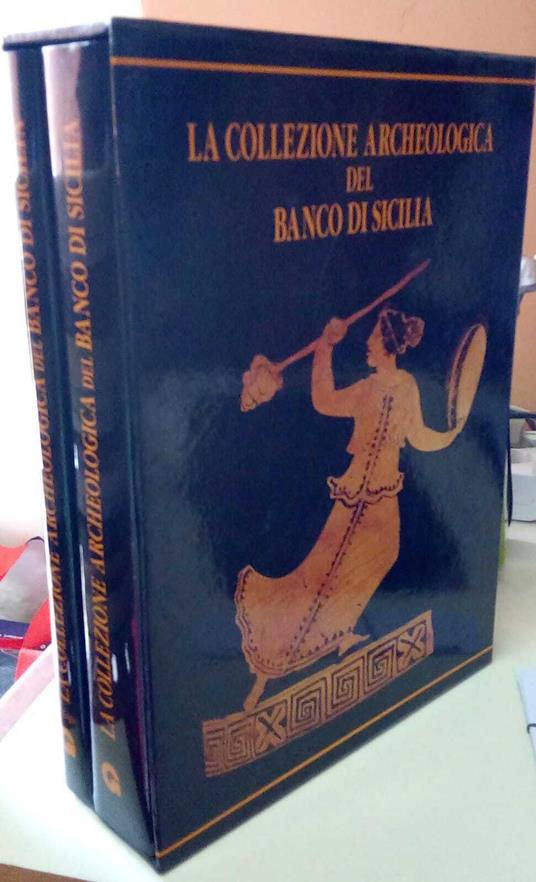 LA COLLEZIONE ARCHEOLOGICA
DEL
BANCO DI SICILIA
LA COLLEZIONE ARCHEOLOGICA DEL BANCO DI SICILIA
LA COLLEZIONE ARCHEOLOGICA DEL BANCO DI SICILIA